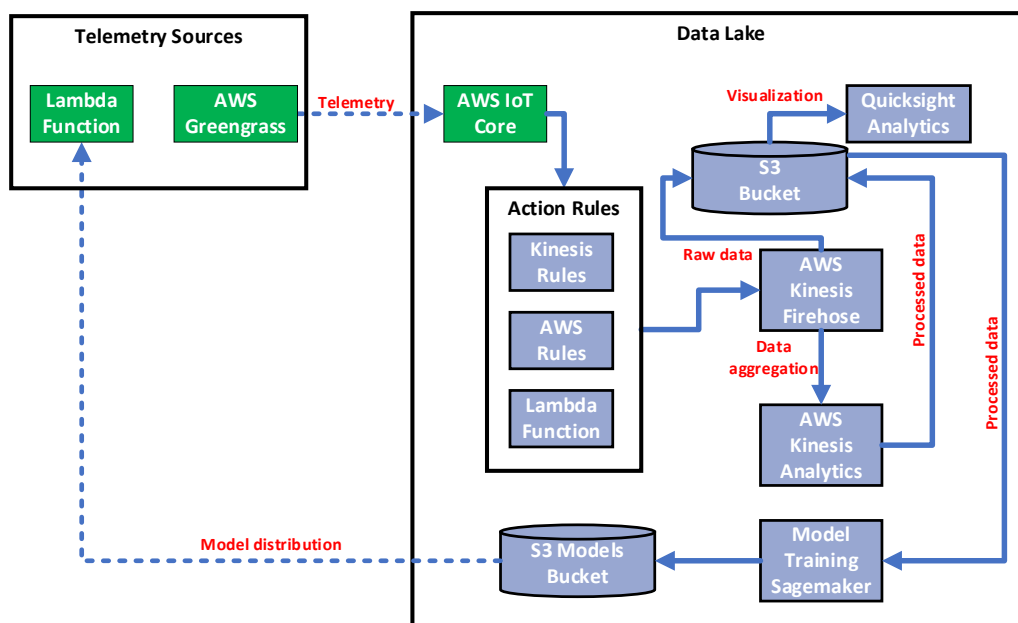 Telemetry Sources
Lambda
Function
AWS
Greengrass
Telemetry
Data Lake
AWS IoT
Core
Visualization
Quicksight
Analytics
S3
Bucket
Action Rules
Kinesis
Rules
AWS
Rules
Lambda
Function
Raw data
AWS
Kinesis
Firehose
Data
aggregation
AWS
Kinesis
Analytics
Processed data
Processed data
Model distribution
S3 Models
Bucket
Model
Training
Sagemaker